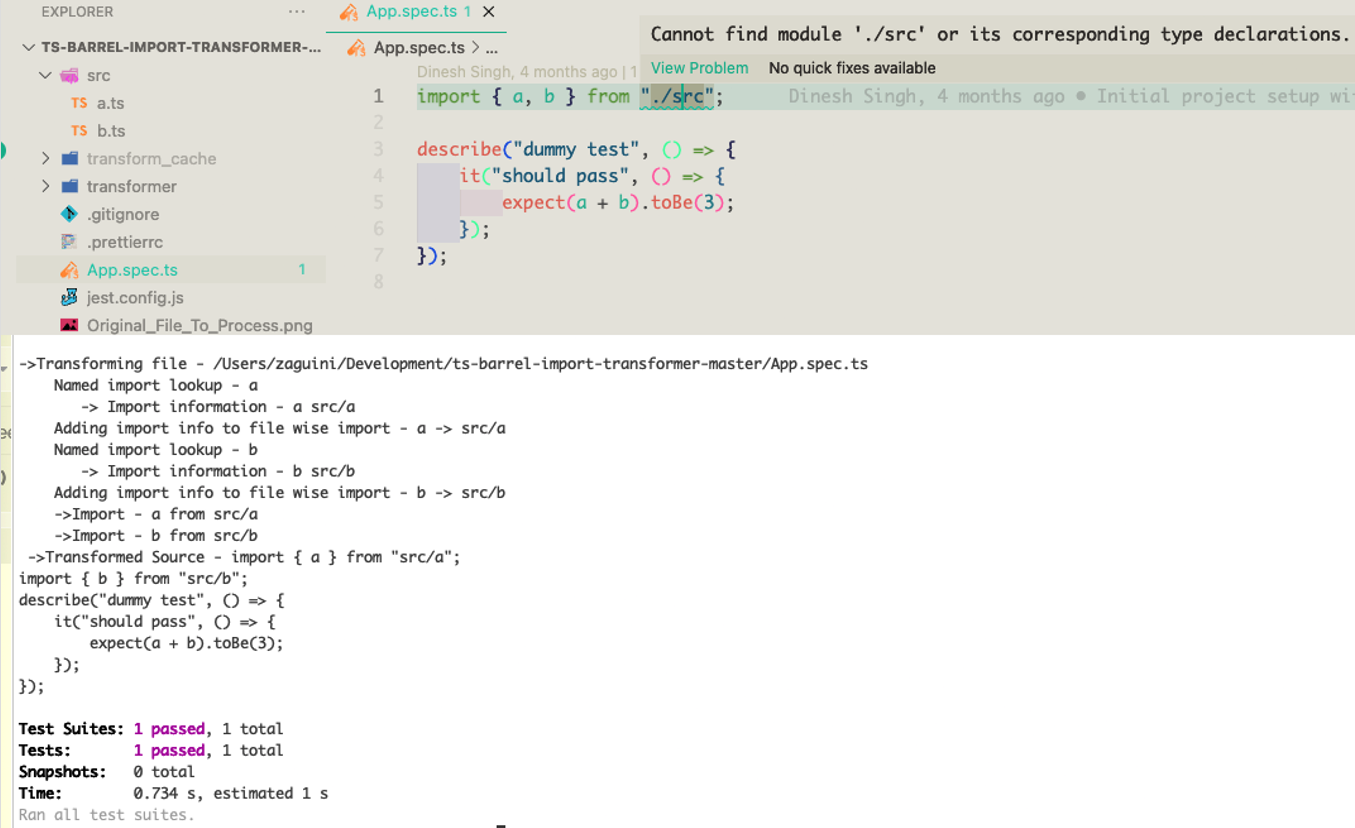 EXPLORER ...
TS-BARREL-IMPORT-TRANSFORMER-...
src
TS a.ts
TS b.ts
transform_cache
transformer
.gitignore
.prettierrc
App.spec.ts 1
jest.config.js
Original_File_To_Process.png
App.spec.ts 1 ×
App.spec.ts > ...
Cannot find module './src' or its corresponding type declarations.
View Problem No quick fixes available
Dinesh Singh, 4 months ago | 1
1 import { a, b } from "./src"; Dinesh Singh, 4 months ago • Initial project setup wi
2
3 describe("dummy test", () => {
4 it("should pass", () => {
5 expect(a + b).toBe(3);
6 });
7 });
8
->Transforming file - /Users/zaguini/Development/ts-barrel-import-transformer-master/App.spec.ts
Named import lookup - a
-> Import information - a src/a
Adding import info to file wise import - a -> src/a
Named import lookup - b
-> Import information - b src/b
Adding import info to file wise import - b -> src/b
->Import - a from src/a
->Import - b from src/b
->Transformed Source - import { a } from "src/a";
import { b } from "src/b";
describe("dummy test", () => {
it("should pass", () => {
expect(a + b).toBe(3);
});
});
Test Suites: 1 passed, 1 total
Tests: 1 passed, 1 total
Snapshots: 0 total
Time: 0.734 s, estimated 1 s
Ran all test suites.